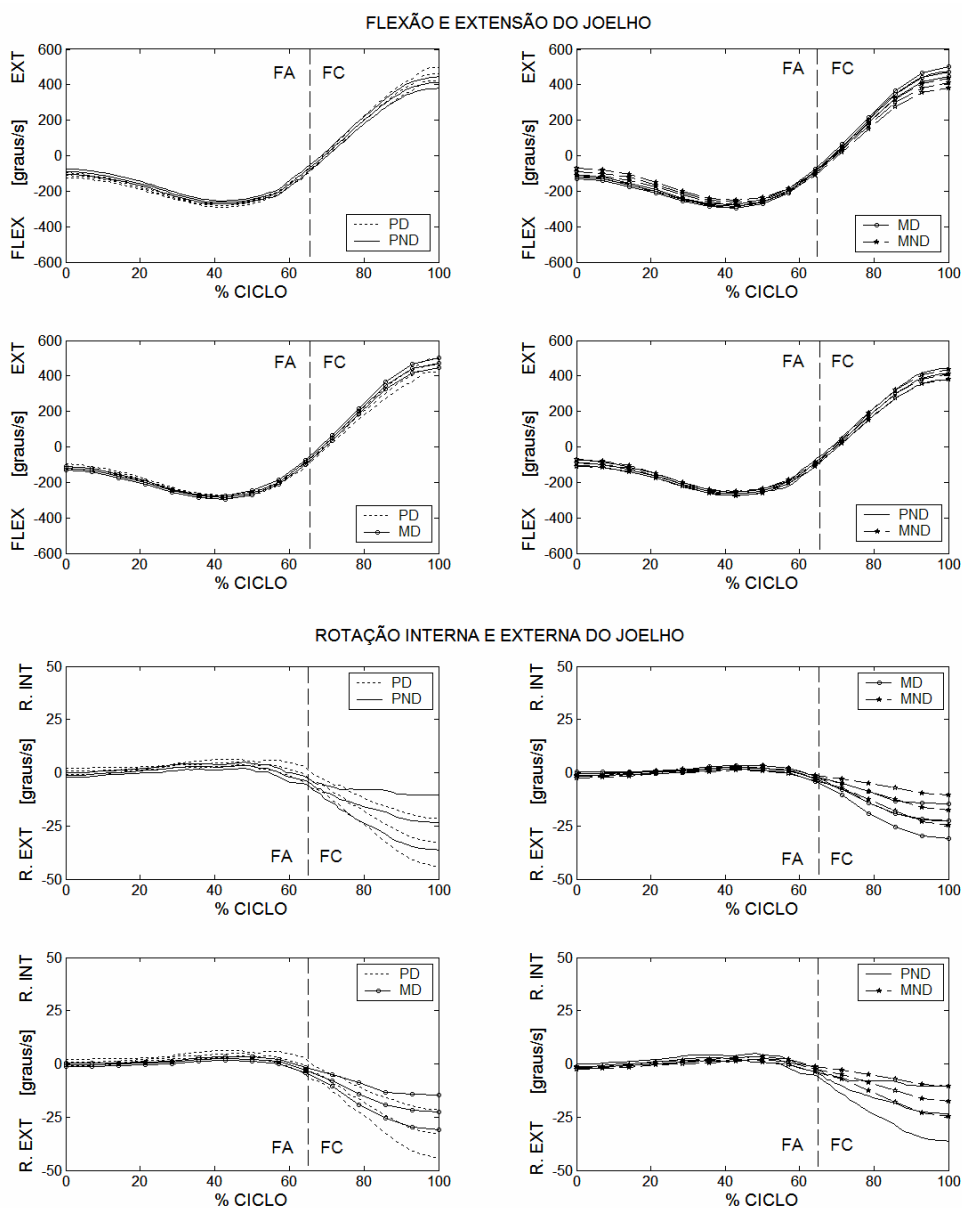 FLEXÃO E EXTENSÃO DO JOELHO
600
400
200
0
-200
-400
-600
FLEX [graus/s] EXT
FA FC
PD
PND
0 20 40 60 80 100
% CICLO
600
400
200
0
-200
-400
-600
FLEX [graus/s] EXT
FA FC
MD
MND
0 20 40 60 80 100
% CICLO
600
400
200
0
-200
-400
-600
FLEX [graus/s] EXT
FA FC
PD
MD
0 20 40 60 80 100
% CICLO
600
400
200
0
-200
-400
-600
FLEX [graus/s] EXT
FA FC
PND
MND
0 20 40 60 80 100
% CICLO
ROTAÇÃO INTERNA E EXTERNA DO JOELHO
50
25
0
-25
-50
R. EXT [graus/s] R. INT
PD
PND
FA FC
0 20 40 60 80 100
% CICLO
50
25
0
-25
-50
R. EXT [graus/s] R. INT
MD
MND
FA FC
0 20 40 60 80 100
% CICLO
50
25
0
-25
-50
R. EXT [graus/s] R. INT
PD
MD
FA FC
0 20 40 60 80 100
% CICLO
50
25
0
-25
-50
R. EXT [graus/s] R. INT
PND
MND
FA FC
0 20 40 60 80 100
% CICLO